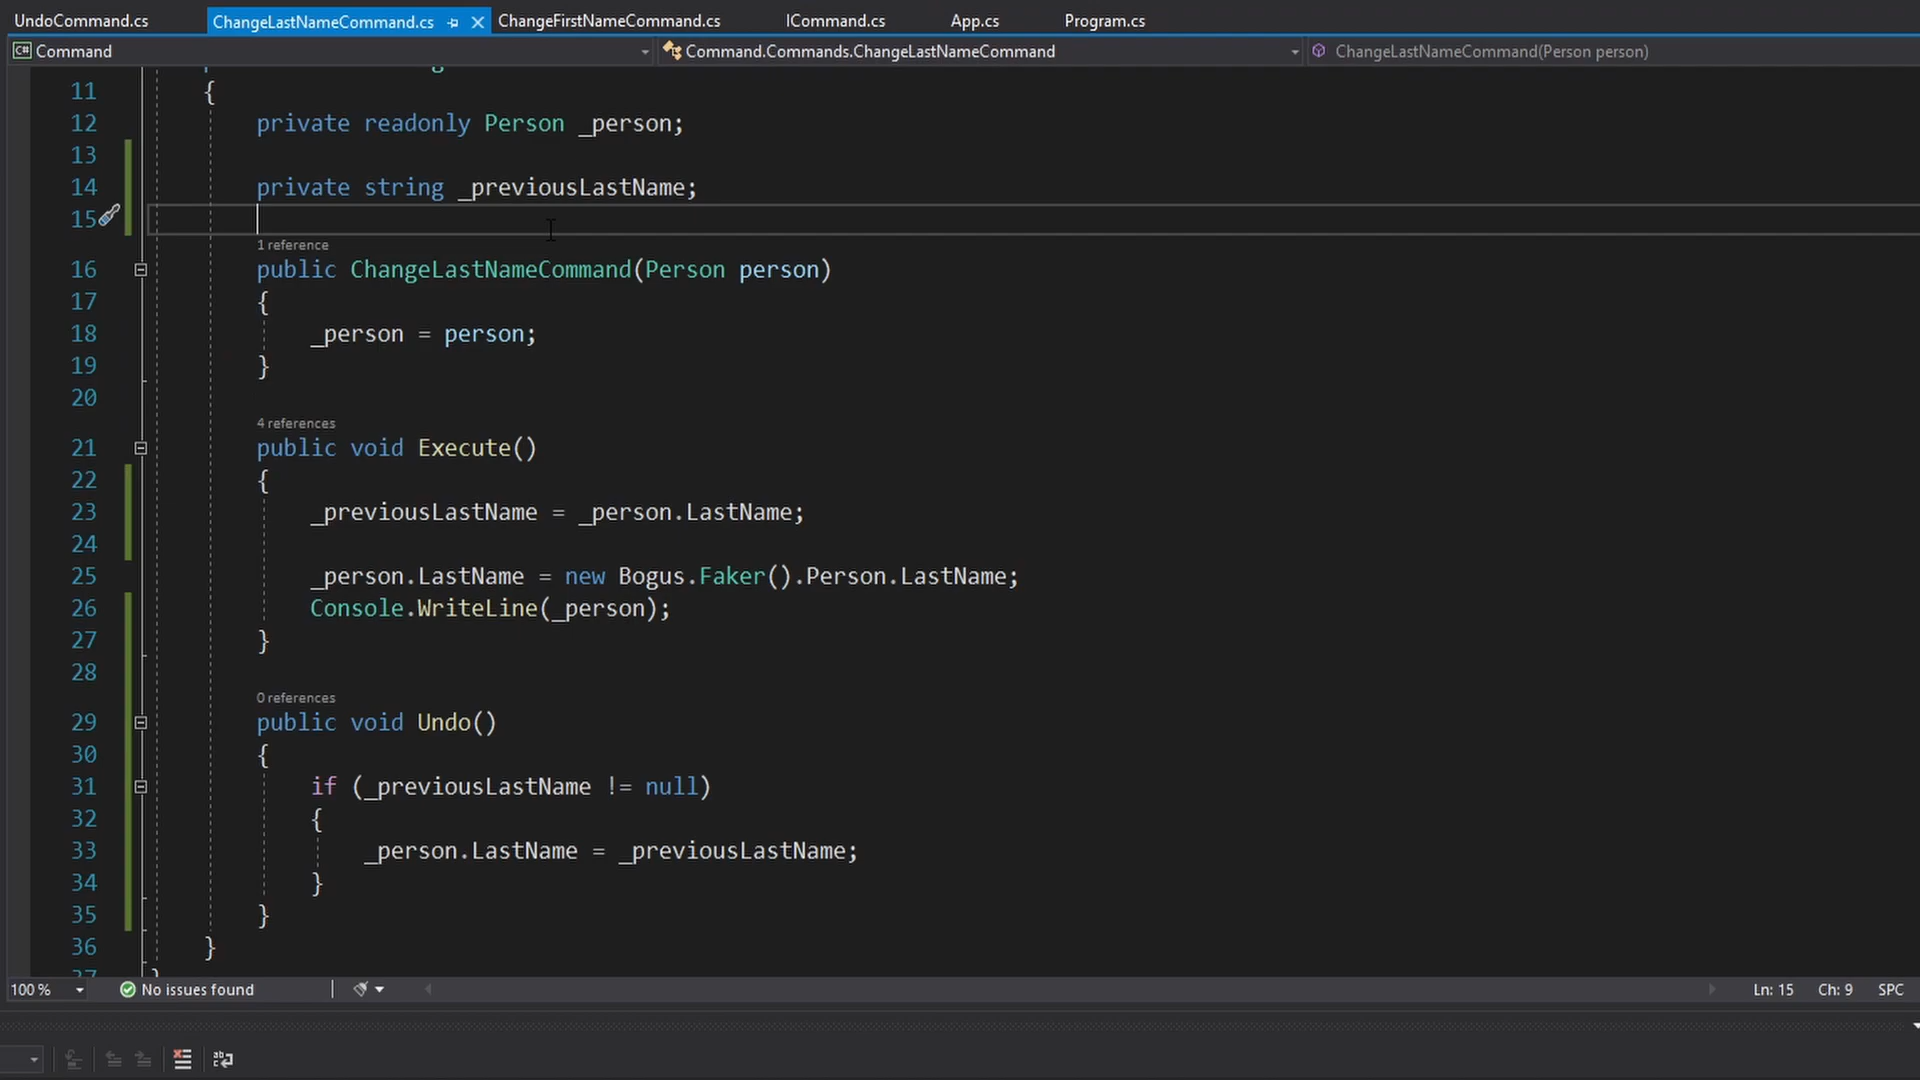 UndoCommand.cs ChangeLastNameCommand.cs ChangeFirstNameCommand.cs ICommand.cs App.cs Program.cs
C# Command Command.Commands.ChangeLastNameCommand ChangeLastNameCommand(Person person)
11 {
12 private readonly Person _person;
13
14 private string _previousLastName;
15
1 reference
16 public ChangeLastNameCommand(Person person)
17 {
18 _person = person;
19 }
20
4 references
21 public void Execute()
22 {
23 _previousLastName = _person.LastName;
24
25 _person.LastName = new Bogus.Faker().Person.LastName;
26 Console.WriteLine(_person);
27 }
28
0 references
29 public void Undo()
30 {
31 if (_previousLastName != null)
32 {
33 _person.LastName = _previousLastName;
34 }
35 }
36 }
37 }
100 % No issues found Ln: 15 Ch: 9 SPC